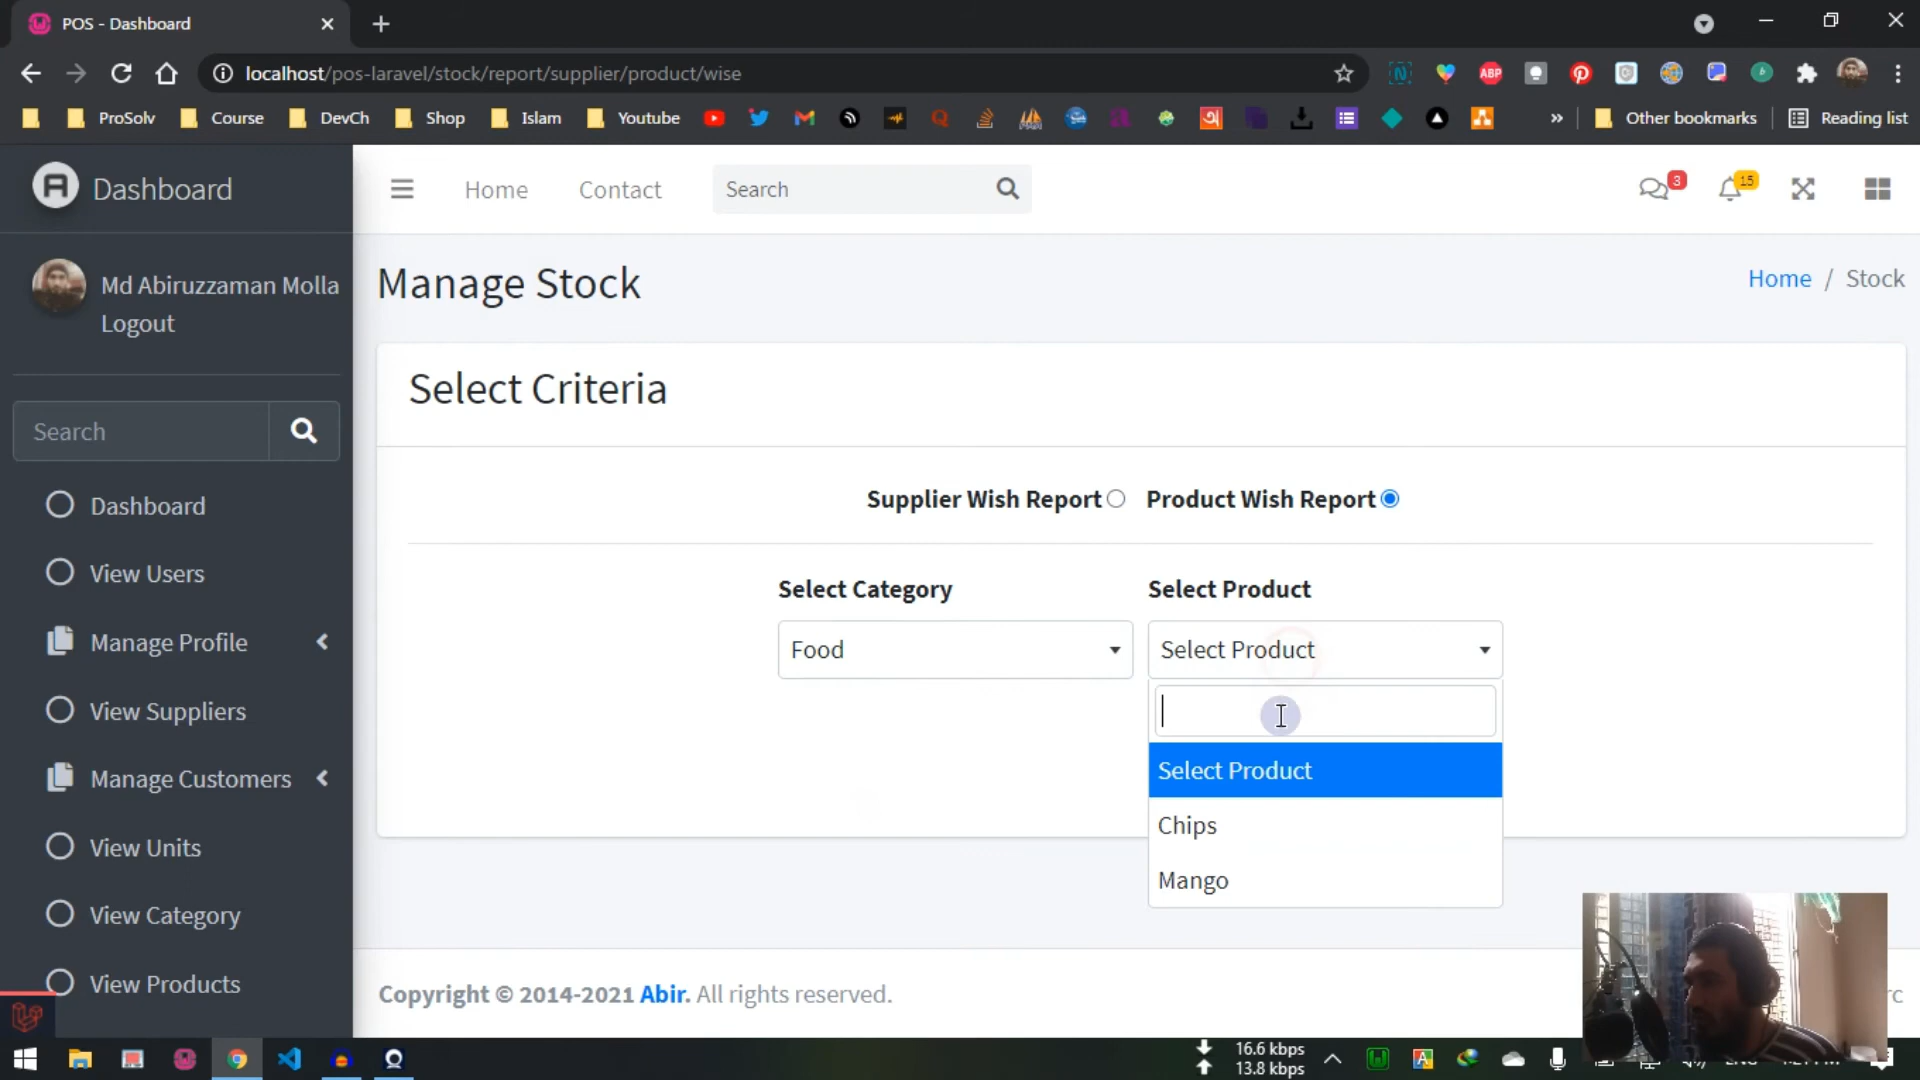 POS - Dashboard
localhost/pos-laravel/stock/report/supplier/product/wise
ABP
ProSolv
Course
DevCh
Shop
Islam
Youtube
»
Other bookmarks
Reading list
Dashboard
Home
Contact
Search
3
15
Md Abiruzzaman Molla
Logout
Manage Stock
Home / Stock
Select Criteria
Search
Supplier Wish Report
Product Wish Report
Dashboard
View Users
Manage Profile
View Suppliers
Manage Customers
View Units
View Category
View Products
Select Category
Select Product
Food
Select Product
Select Product
Chips
Mango
Copyright © 2014-2021 Abir. All rights reserved.
rc
16.6 kbps
13.8 kbps